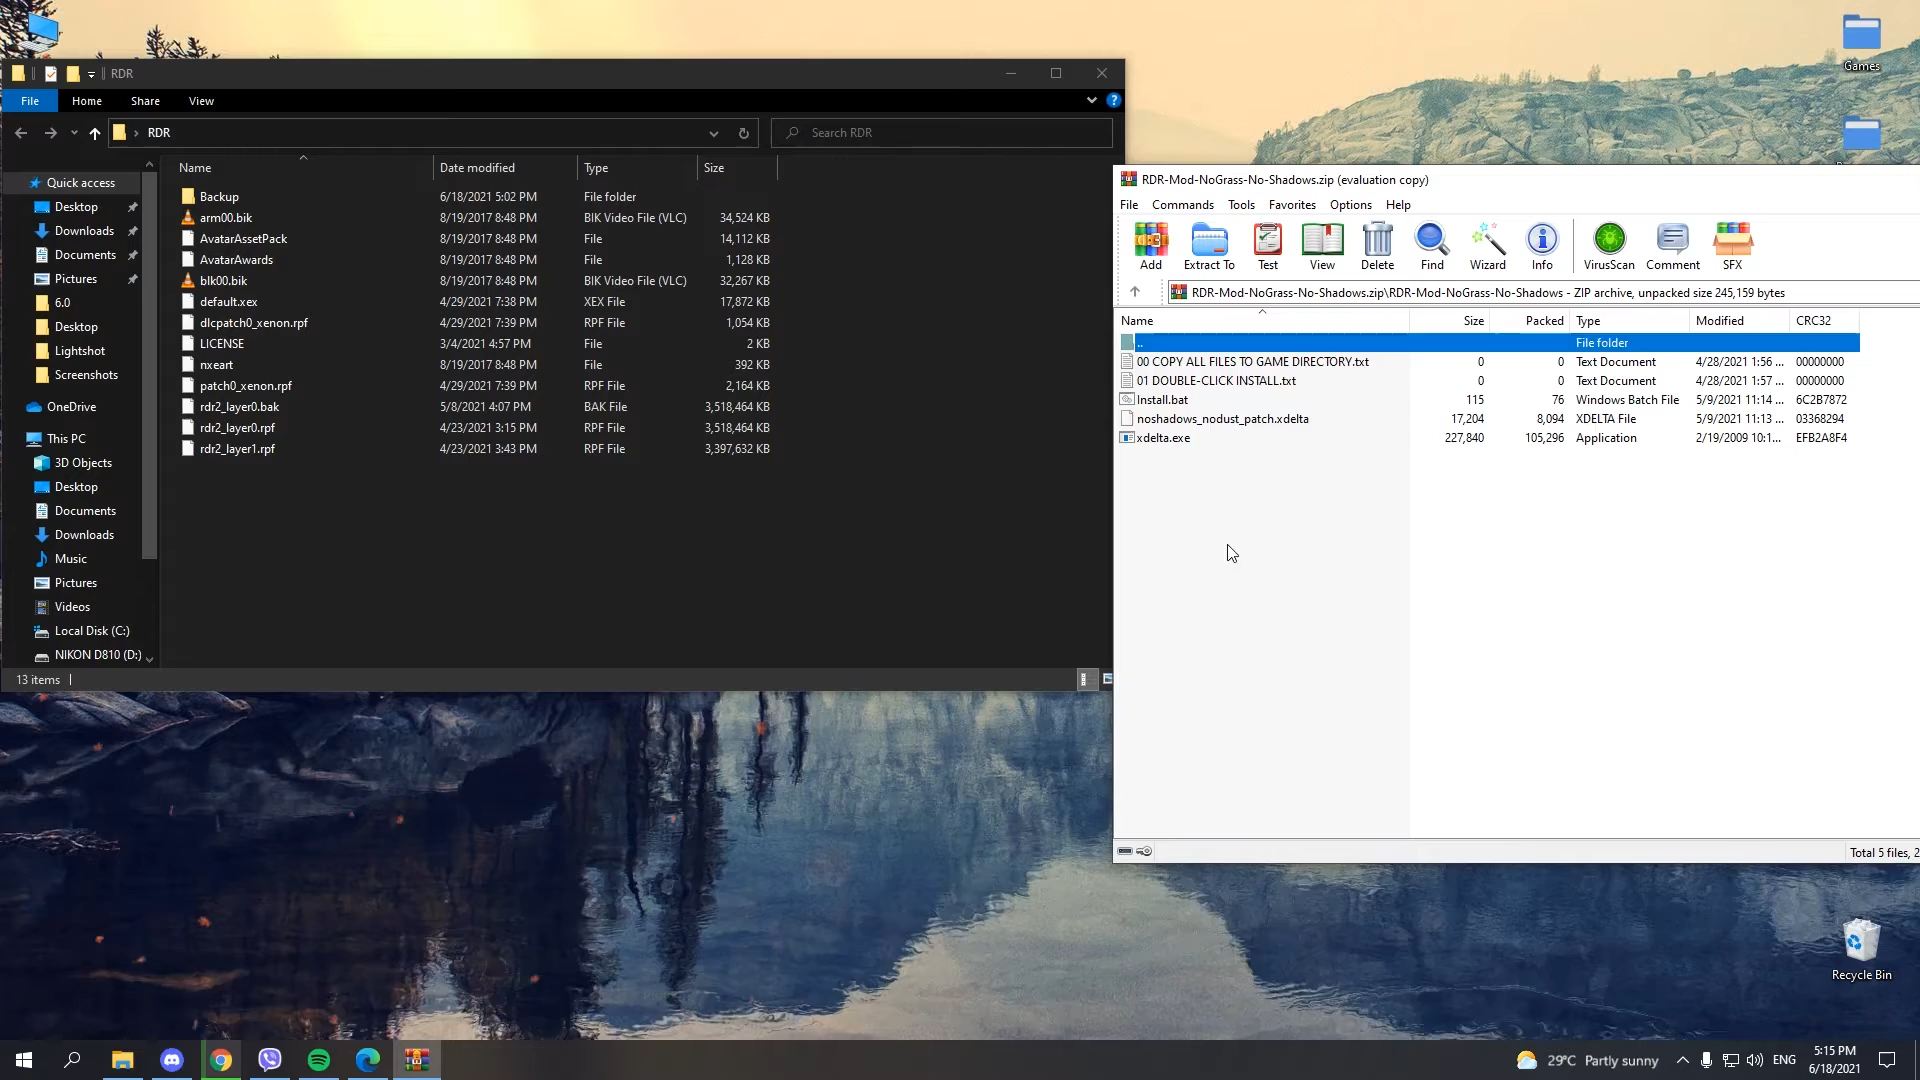 RDR
File Home Share View
RDR
Search RDR
Name Date modified Type Size
Quick access
Desktop
Downloads
Documents
Pictures
6.0
Desktop
Lightshot
Screenshots
OneDrive
This PC
3D Objects
Desktop
Documents
Downloads
Music
Pictures
Videos
Local Disk (C:)
NIKON D810 (D:)
Backup 6/18/2021 5:02 PM File folder
arm00.bik 8/19/2017 8:48 PM BIK Video File (VLC) 34,524 KB
AvatarAssetPack 8/19/2017 8:48 PM File 14,112 KB
AvatarAwards 8/19/2017 8:48 PM File 1,128 KB
blk00.bik 8/19/2017 8:48 PM BIK Video File (VLC) 32,267 KB
default.xex 4/29/2021 7:38 PM XEX File 17,872 KB
dlcpatch0_xenon.rpf 4/29/2021 7:39 PM RPF File 1,054 KB
LICENSE 3/4/2021 4:57 PM File 2 KB
nxeart 8/19/2017 8:48 PM File 392 KB
patch0_xenon.rpf 4/29/2021 7:39 PM RPF File 2,164 KB
rdr2_layer0.bak 5/8/2021 4:07 PM BAK File 3,518,464 KB
rdr2_layer0.rpf 4/23/2021 3:15 PM RPF File 3,518,464 KB
rdr2_layer1.rpf 4/23/2021 3:43 PM RPF File 3,397,632 KB
13 items
RDR-Mod-NoGrass-No-Shadows.zip (evaluation copy)
File Commands Tools Favorites Options Help
Add Extract To Test View Delete Find Wizard Info VirusScan Comment SFX
RDR-Mod-NoGrass-No-Shadows.zip\RDR-Mod-NoGrass-No-Shadows - ZIP archive, unpacked size 245,159 bytes
Name Size Packed Type Modified CRC32
.. File folder
00 COPY ALL FILES TO GAME DIRECTORY.txt 0 0 Text Document 4/28/2021 1:56 ... 00000000
01 DOUBLE-CLICK INSTALL.txt 0 0 Text Document 4/28/2021 1:57 ... 00000000
Install.bat 115 76 Windows Batch File 5/9/2021 11:14 ... 6C2B7872
noshadows_nodust_patch.xdelta 17,204 8,094 XDELTA File 5/9/2021 11:13 ... 03368294
xdelta.exe 227,840 105,296 Application 2/19/2009 10:1... EFB2A8F4
Total 5 files, 2
Games
Recycle Bin
29°C Partly sunny
ENG
5:15 PM
6/18/2021